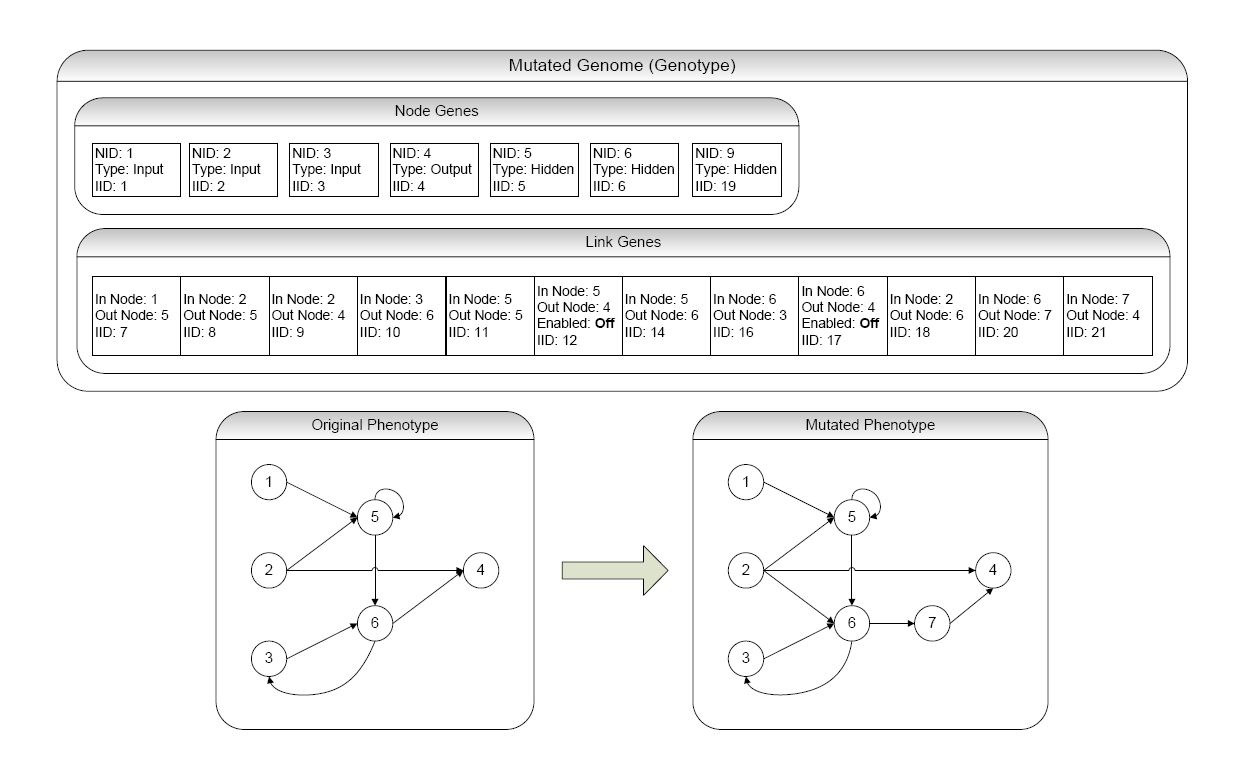 Mutated Genome (Genotype)
Node Genes
NID: 1
Type: Input
IID: 1
NID: 2
Type: Input
IID: 2
NID: 3
Type: Input
IID: 3
NID: 4
Type: Output
IID: 4
NID: 5
Type: Hidden
IID: 5
NID: 6
Type: Hidden
IID: 6
NID: 9
Type: Hidden
IID: 19
Link Genes
In Node: 1
Out Node: 5
IID: 7
In Node: 2
Out Node: 5
IID: 8
In Node: 2
Out Node: 4
IID: 9
In Node: 3
Out Node: 6
IID: 10
In Node: 5
Out Node: 5
IID: 11
In Node: 5
Out Node: 4
Enabled: Off
IID: 12
In Node: 5
Out Node: 6
IID: 14
In Node: 6
Out Node: 3
IID: 16
In Node: 6
Out Node: 4
Enabled: Off
IID: 17
In Node: 2
Out Node: 6
IID: 18
In Node: 6
Out Node: 7
IID: 20
In Node: 7
Out Node: 4
IID: 21
Original Phenotype
1
5
2
4
6
3
Mutated Phenotype
1
5
2
4
6
7
3